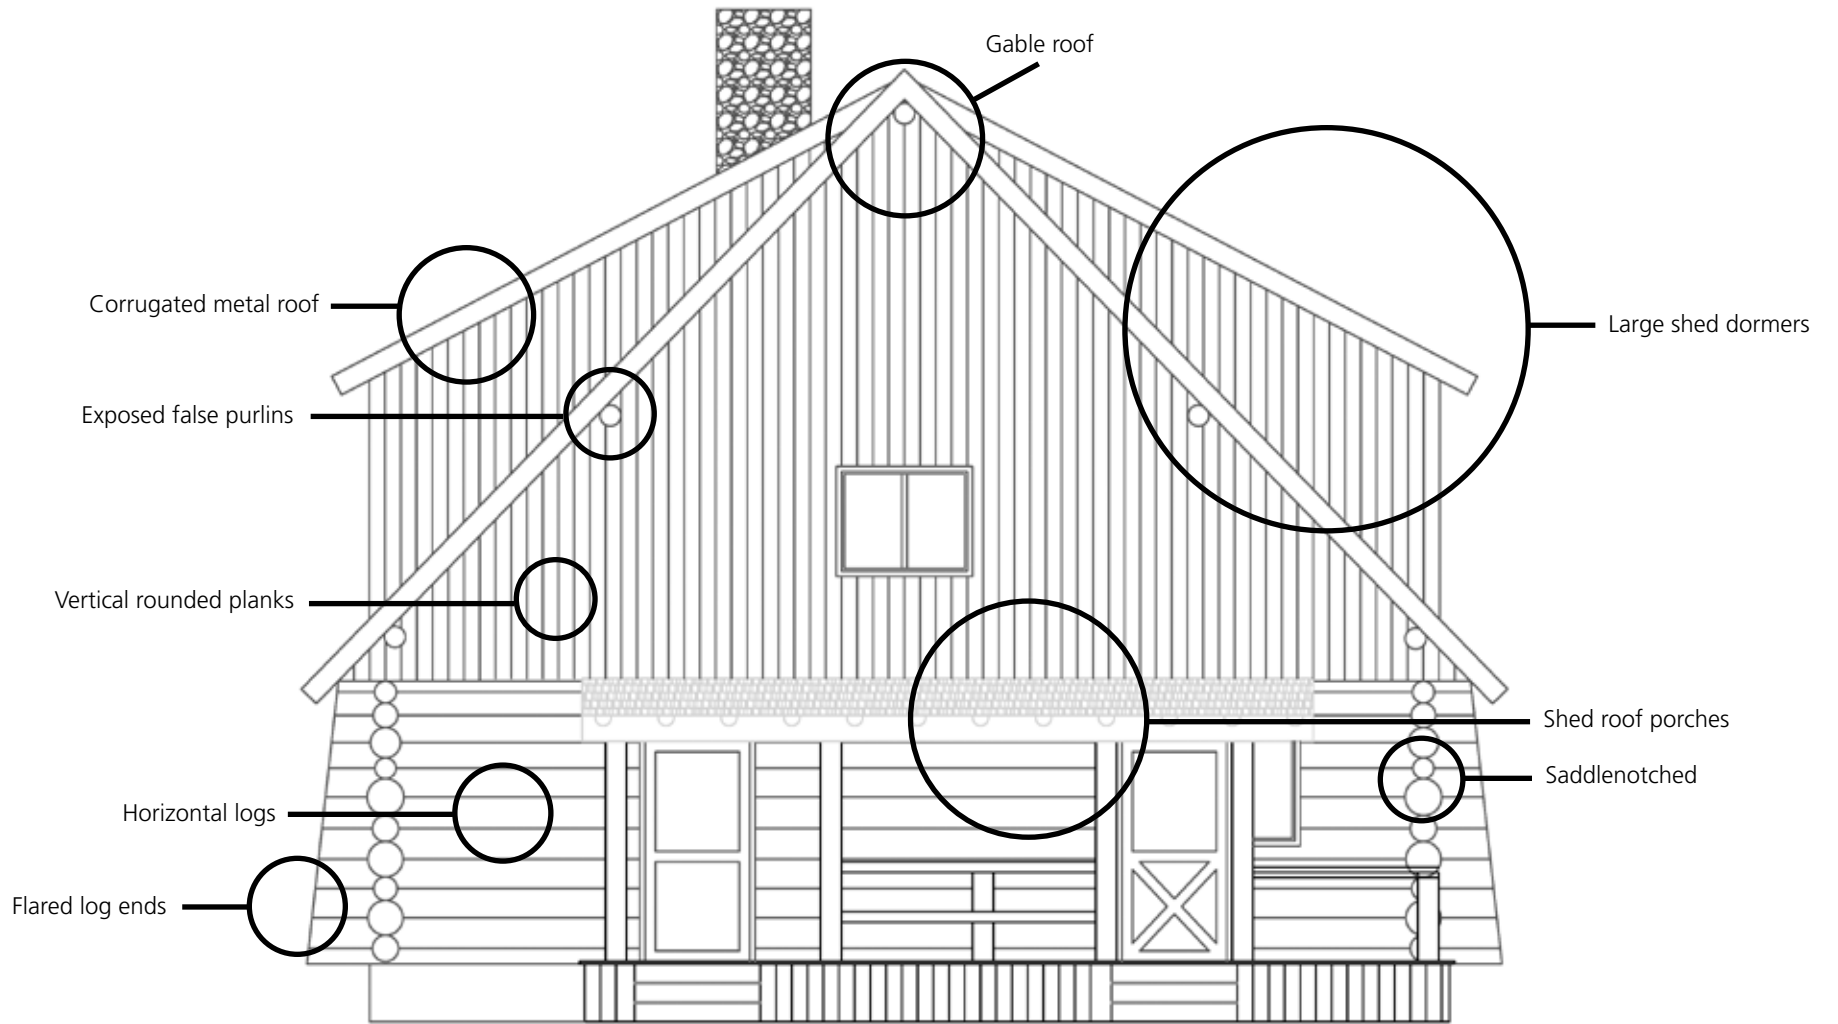 Gable roof
Corrugated metal roof
Large shed dormers
Exposed false purlins
Vertical rounded planks
Shed roof porches
Saddlenotched
Horizontal logs
Flared log ends